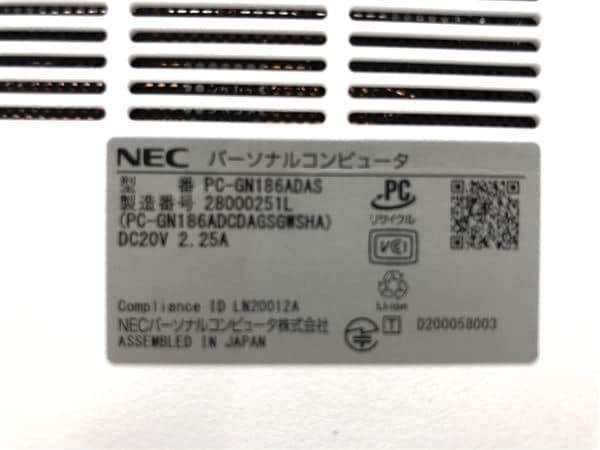 NEC パーソナルコンピュータ
型 番 PC-GN186ADAS
製造番号 28000251L
(PC-GN186ADCDAGSGWSHA)
DC20V 2.25A
PC
リサイクル
VCI
Li-ion
Compliance ID LN20012A
NECパーソナルコンピュータ株式会社
ASSEMBLED IN JAPAN
T D200058003